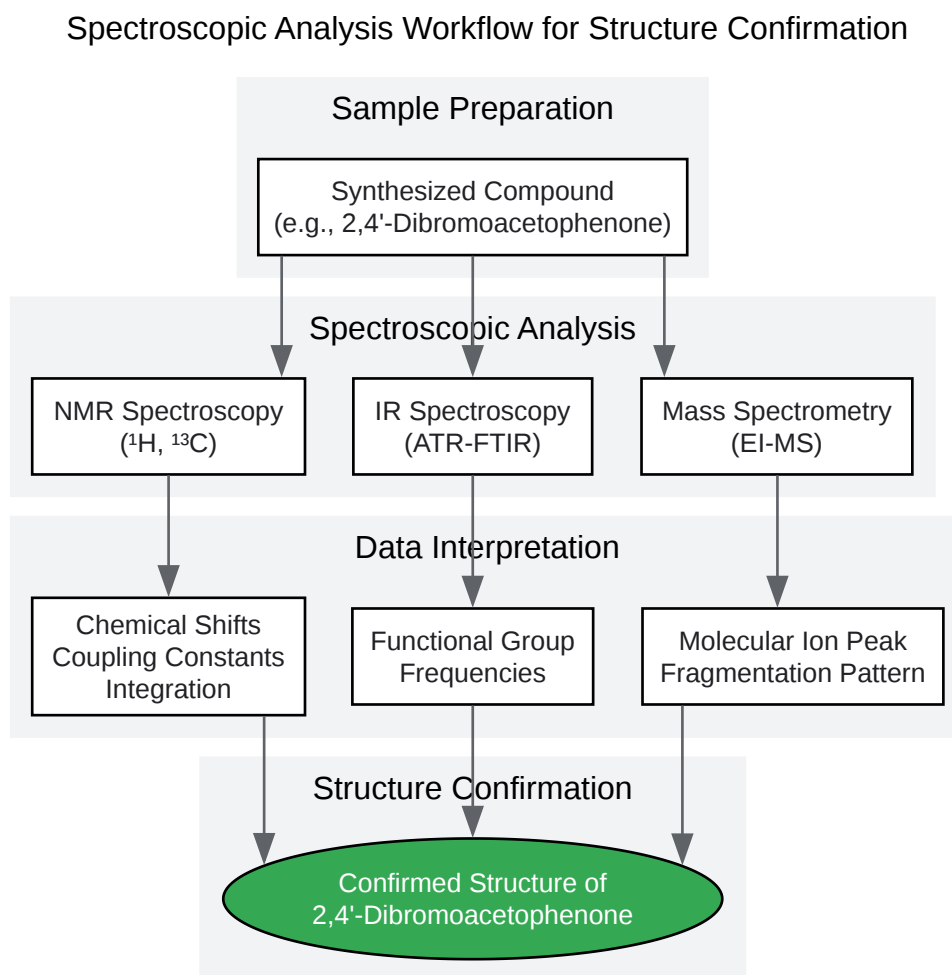 Spectroscopic Analysis Workflow for Structure Confirmation
Sample Preparation
Synthesized Compound
(e.g., 2,4'-Dibromoacetophenone)
Spectroscopic Analysis
NMR Spectroscopy
(¹H, ¹³C)
IR Spectroscopy
(ATR-FTIR)
Mass Spectrometry
(EI-MS)
Data Interpretation
Chemical Shifts
Coupling Constants
Integration
Functional Group
Frequencies
Molecular Ion Peak
Fragmentation Pattern
Structure Confirmation
Confirmed Structure of
2,4'-Dibromoacetophenone